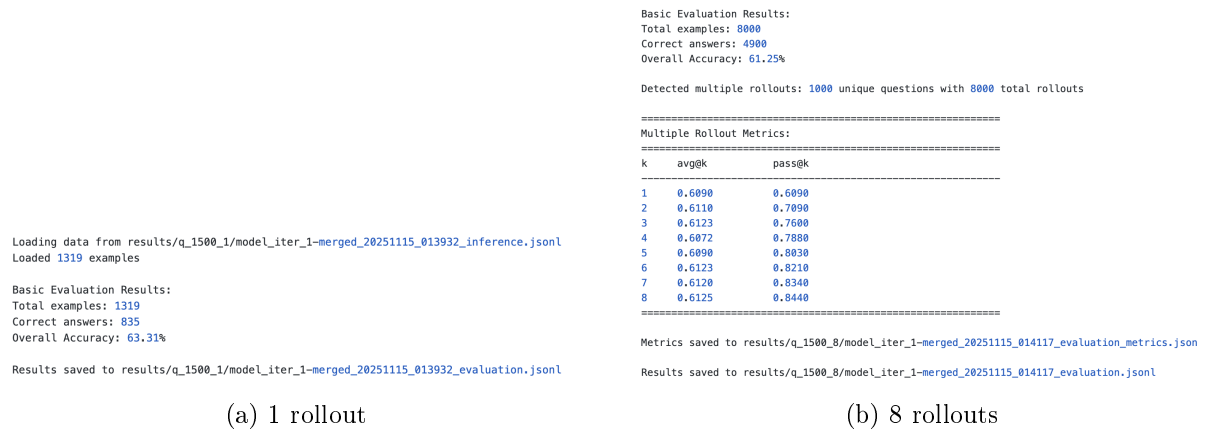 Loading data from results/q_1500_1/model_iter_1-merged_20251115_013932_inference.jsonl
Loaded 1319 examples
Basic Evaluation Results:
Total examples: 1319
Correct answers: 835
Overall Accuracy: 63.31%
Results saved to results/q_1500_1/model_iter_1-merged_20251115_013932_evaluation.jsonl
(a) 1 rollout
Basic Evaluation Results:
Total examples: 8000
Correct answers: 4900
Overall Accuracy: 61.25%
Detected multiple rollouts: 1000 unique questions with 8000 total rollouts
============================================================
Multiple Rollout Metrics:
============================================================
k avg@k pass@k
------------------------------------------------------------
1 0.6090 0.6090
2 0.6110 0.7090
3 0.6123 0.7600
4 0.6072 0.7880
5 0.6090 0.8030
6 0.6123 0.8210
7 0.6120 0.8340
8 0.6125 0.8440
============================================================
Metrics saved to results/q_1500_8/model_iter_1-merged_20251115_014117_evaluation_metrics.json
Results saved to results/q_1500_8/model_iter_1-merged_20251115_014117_evaluation.jsonl
(b) 8 rollouts